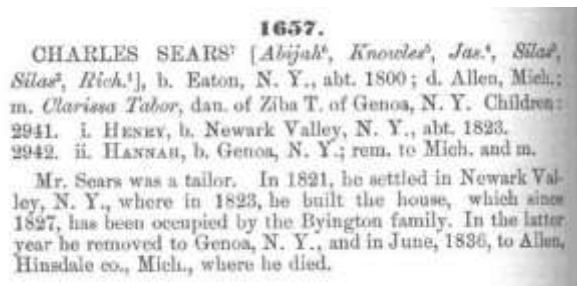 1657.
CHARLES SEARS⁷ [Abijah⁶, Knowles⁵, Jas.⁴, Silas³,
Silas², Rich.¹], b. Eaton, N. Y., abt. 1800; d. Allen, Mich.;
m. Clarissa Tabor, dau. of Ziba T. of Genoa, N. Y. Children:
2941. i. HENRY, b. Newark Valley, N. Y., abt. 1823.
2942. ii. HANNAH, b. Genoa, N. Y.; rem. to Mich. and m.
Mr. Sears was a tailor. In 1821, he settled in Newark Val-
ley, N. Y., where in 1823, he built the house, which since
1827, has been occupied by the Byington family. In the latter
year he removed to Genoa, N. Y., and in June, 1836, to Allen,
Hinsdale co., Mich., where he died.